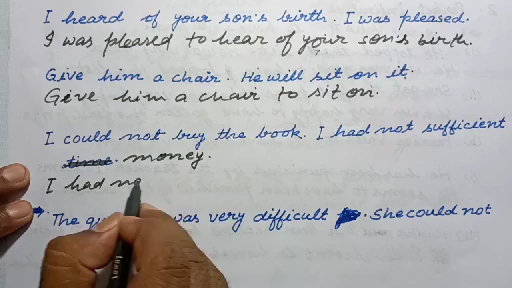 I heard of your son's birth. I was pleased.
I was pleased to hear of your son's birth.
Give him a chair. He will sit on it.
Give him a chair to sit on.
I could not buy the book. I had not sufficient
time. money.
I had no
The was very difficult. She could not